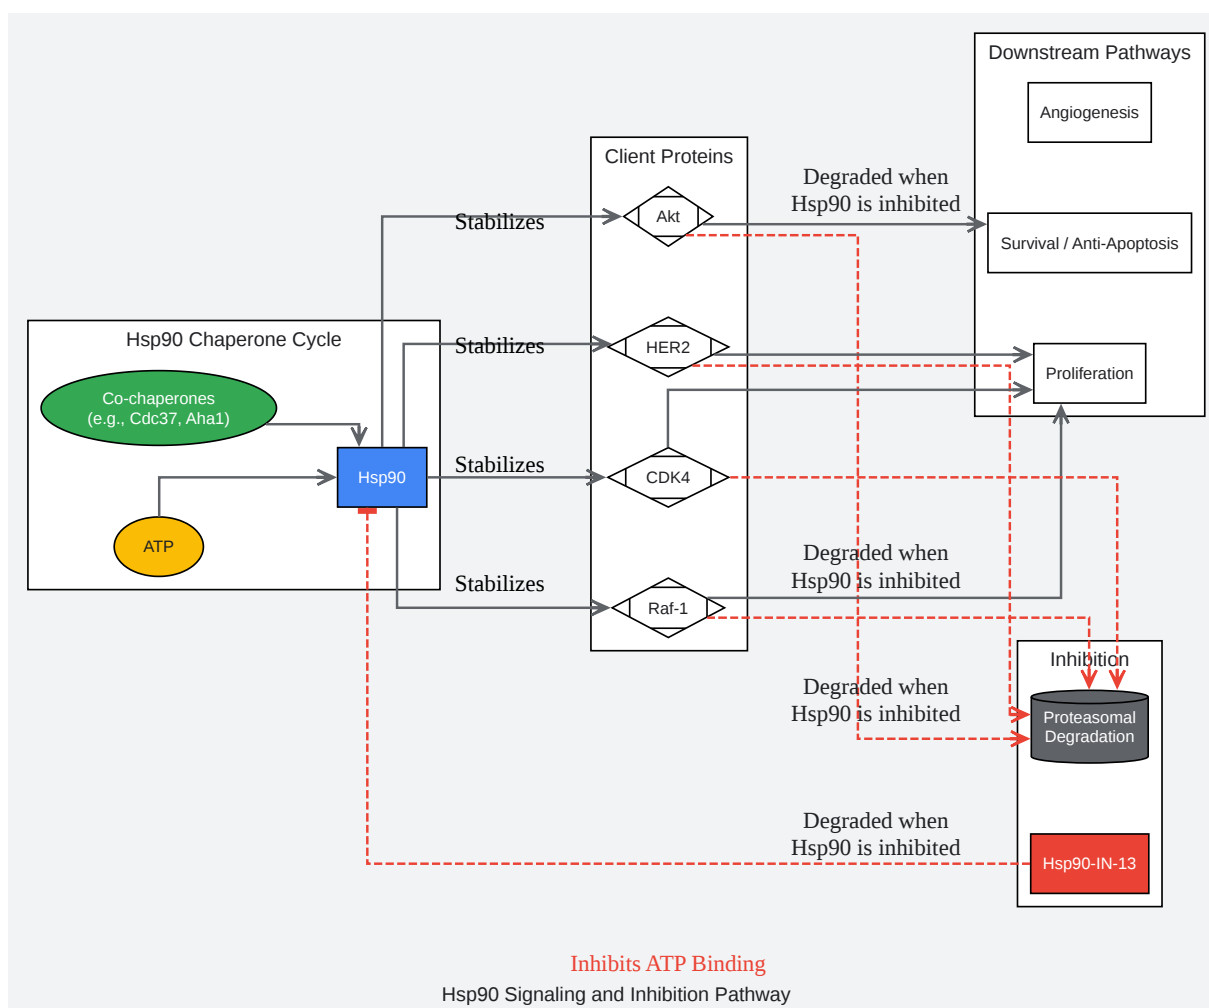 Downstream Pathways
Angiogenesis
Client Proteins
Degraded when
Hsp90 is inhibited
Akt
Stabilizes
Survival / Anti-Apoptosis
Hsp90 Chaperone Cycle
Stabilizes
HER2
Proliferation
Co-chaperones
(e.g., Cdc37, Aha1)
Hsp90
Stabilizes
CDK4
ATP
Degraded when
Hsp90 is inhibited
Stabilizes
Raf-1
Inhibition
Degraded when
Hsp90 is inhibited
Proteasomal
Degradation
Degraded when
Hsp90 is inhibited
Hsp90-IN-13
Inhibits ATP Binding
Hsp90 Signaling and Inhibition Pathway